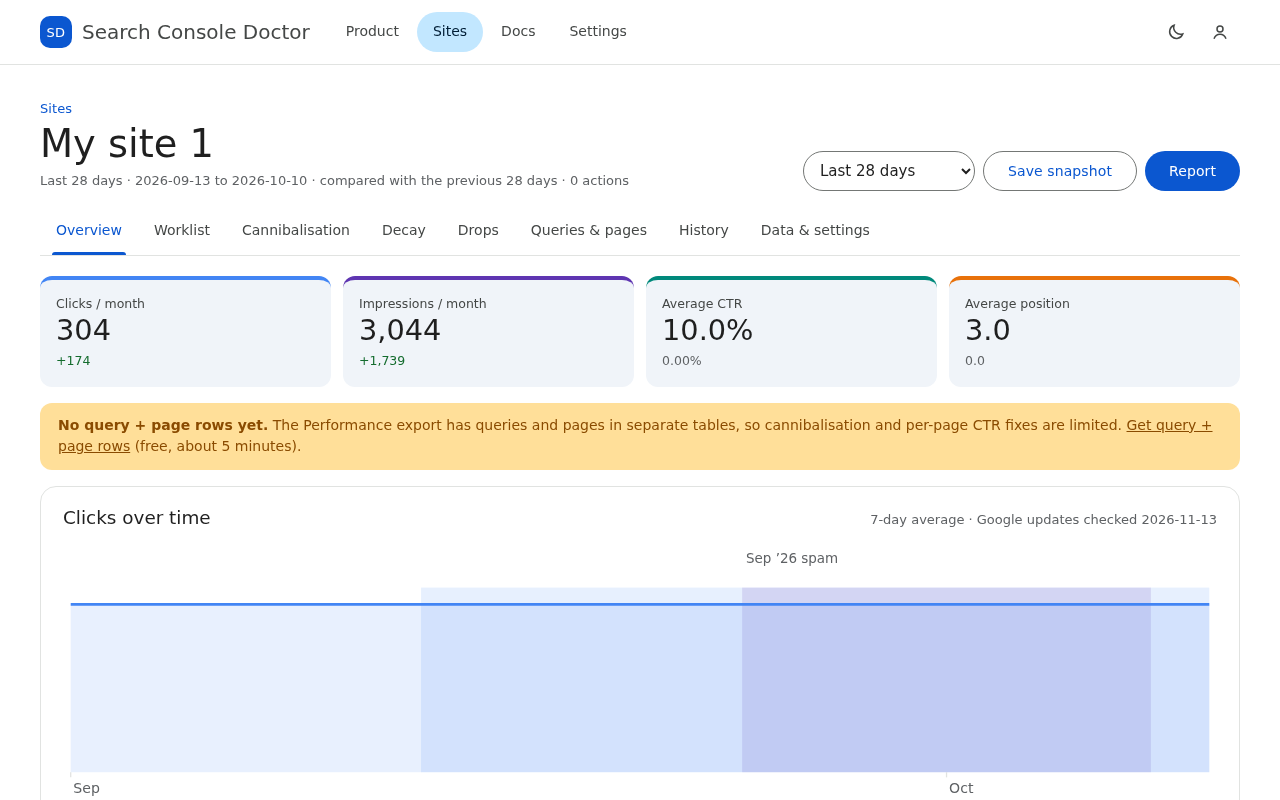 SD Search Console Doctor Product Sites Docs Settings
Sites
My site 1
Last 28 days · 2026-09-13 to 2026-10-10 · compared with the previous 28 days · 0 actions
Last 28 days Save snapshot Report
Overview Worklist Cannibalisation Decay Drops Queries & pages History Data & settings
Clicks / month
304
+174
Impressions / month
3,044
+1,739
Average CTR
10.0%
0.00%
Average position
3.0
0.0
No query + page rows yet. The Performance export has queries and pages in separate tables, so cannibalisation and per-page CTR fixes are limited. Get query +
page rows (free, about 5 minutes).
Clicks over time
7-day average · Google updates checked 2026-11-13
Sep ’26 spam
Sep Oct